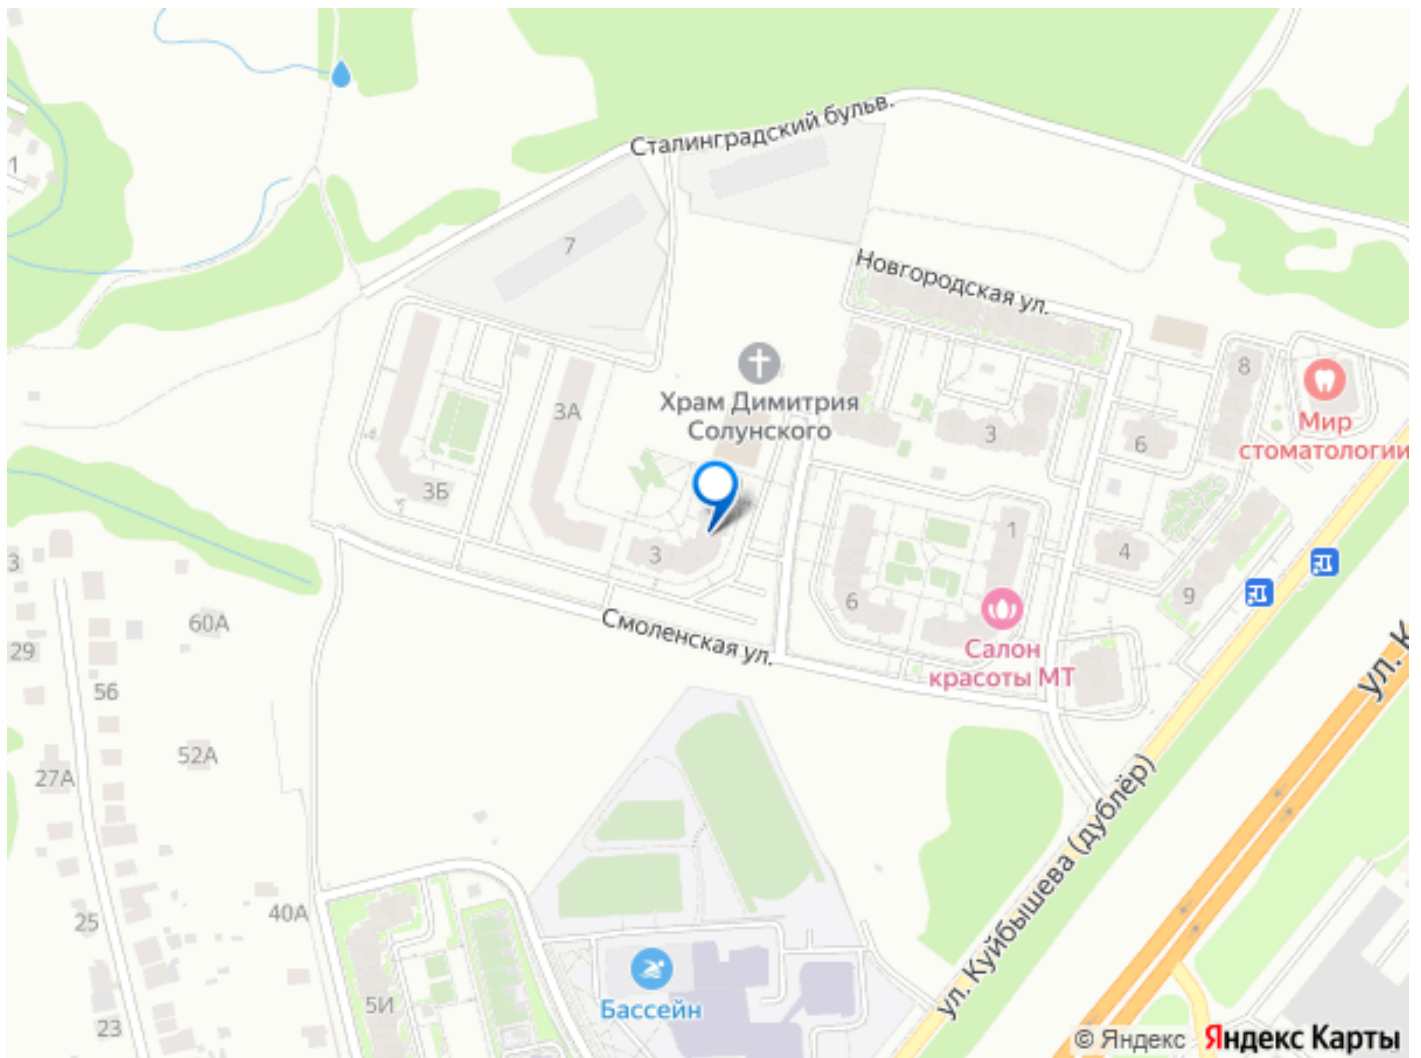 Сталинградский бульв.
1
7
Новгородская ул.
8
Храм Димитрия
Солунского
3А
3
6
Мир
стоматологии
3Б
3
1
4
6
9
3
60А
29
Смоленская ул.
Салон
красоты МТ
ул. К
56
52А
27А
ул. Куйбышева (дублёр)
40А
25
5И
Бассейн
23
© Яндекс Яндекс Карты